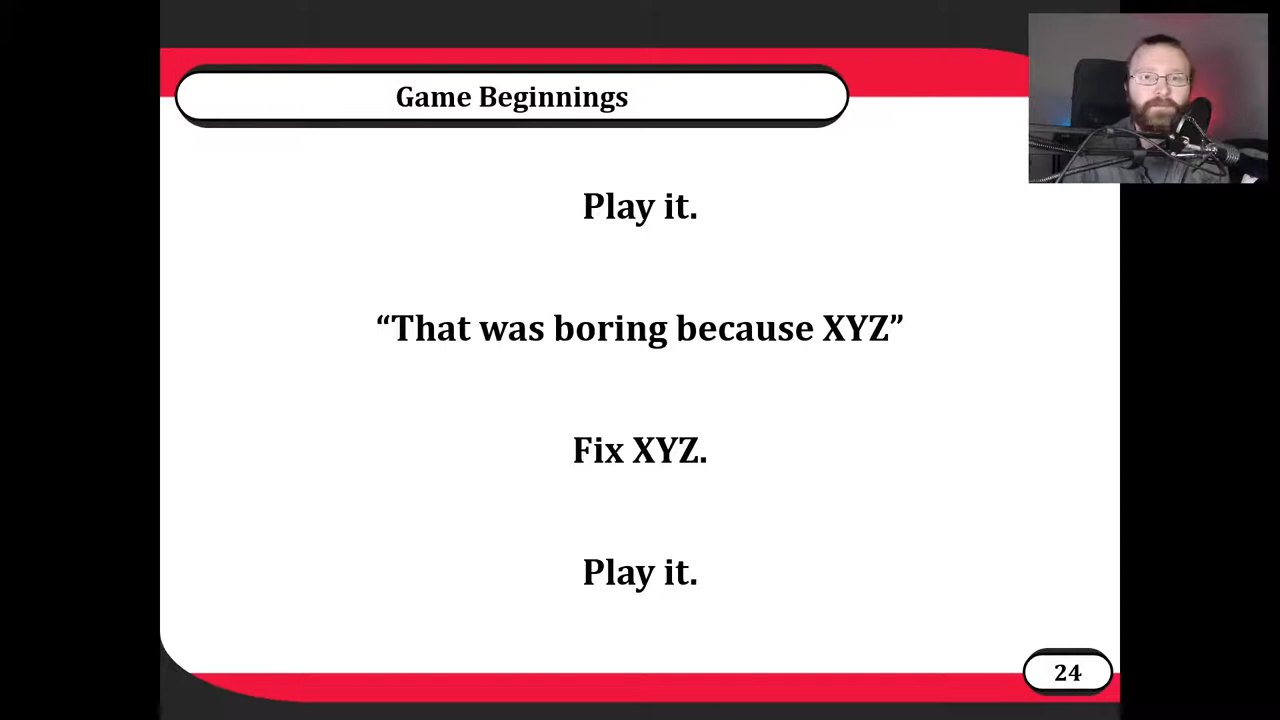 Game Beginnings
Play it.
“That was boring because XYZ”
Fix XYZ.
Play it.
24